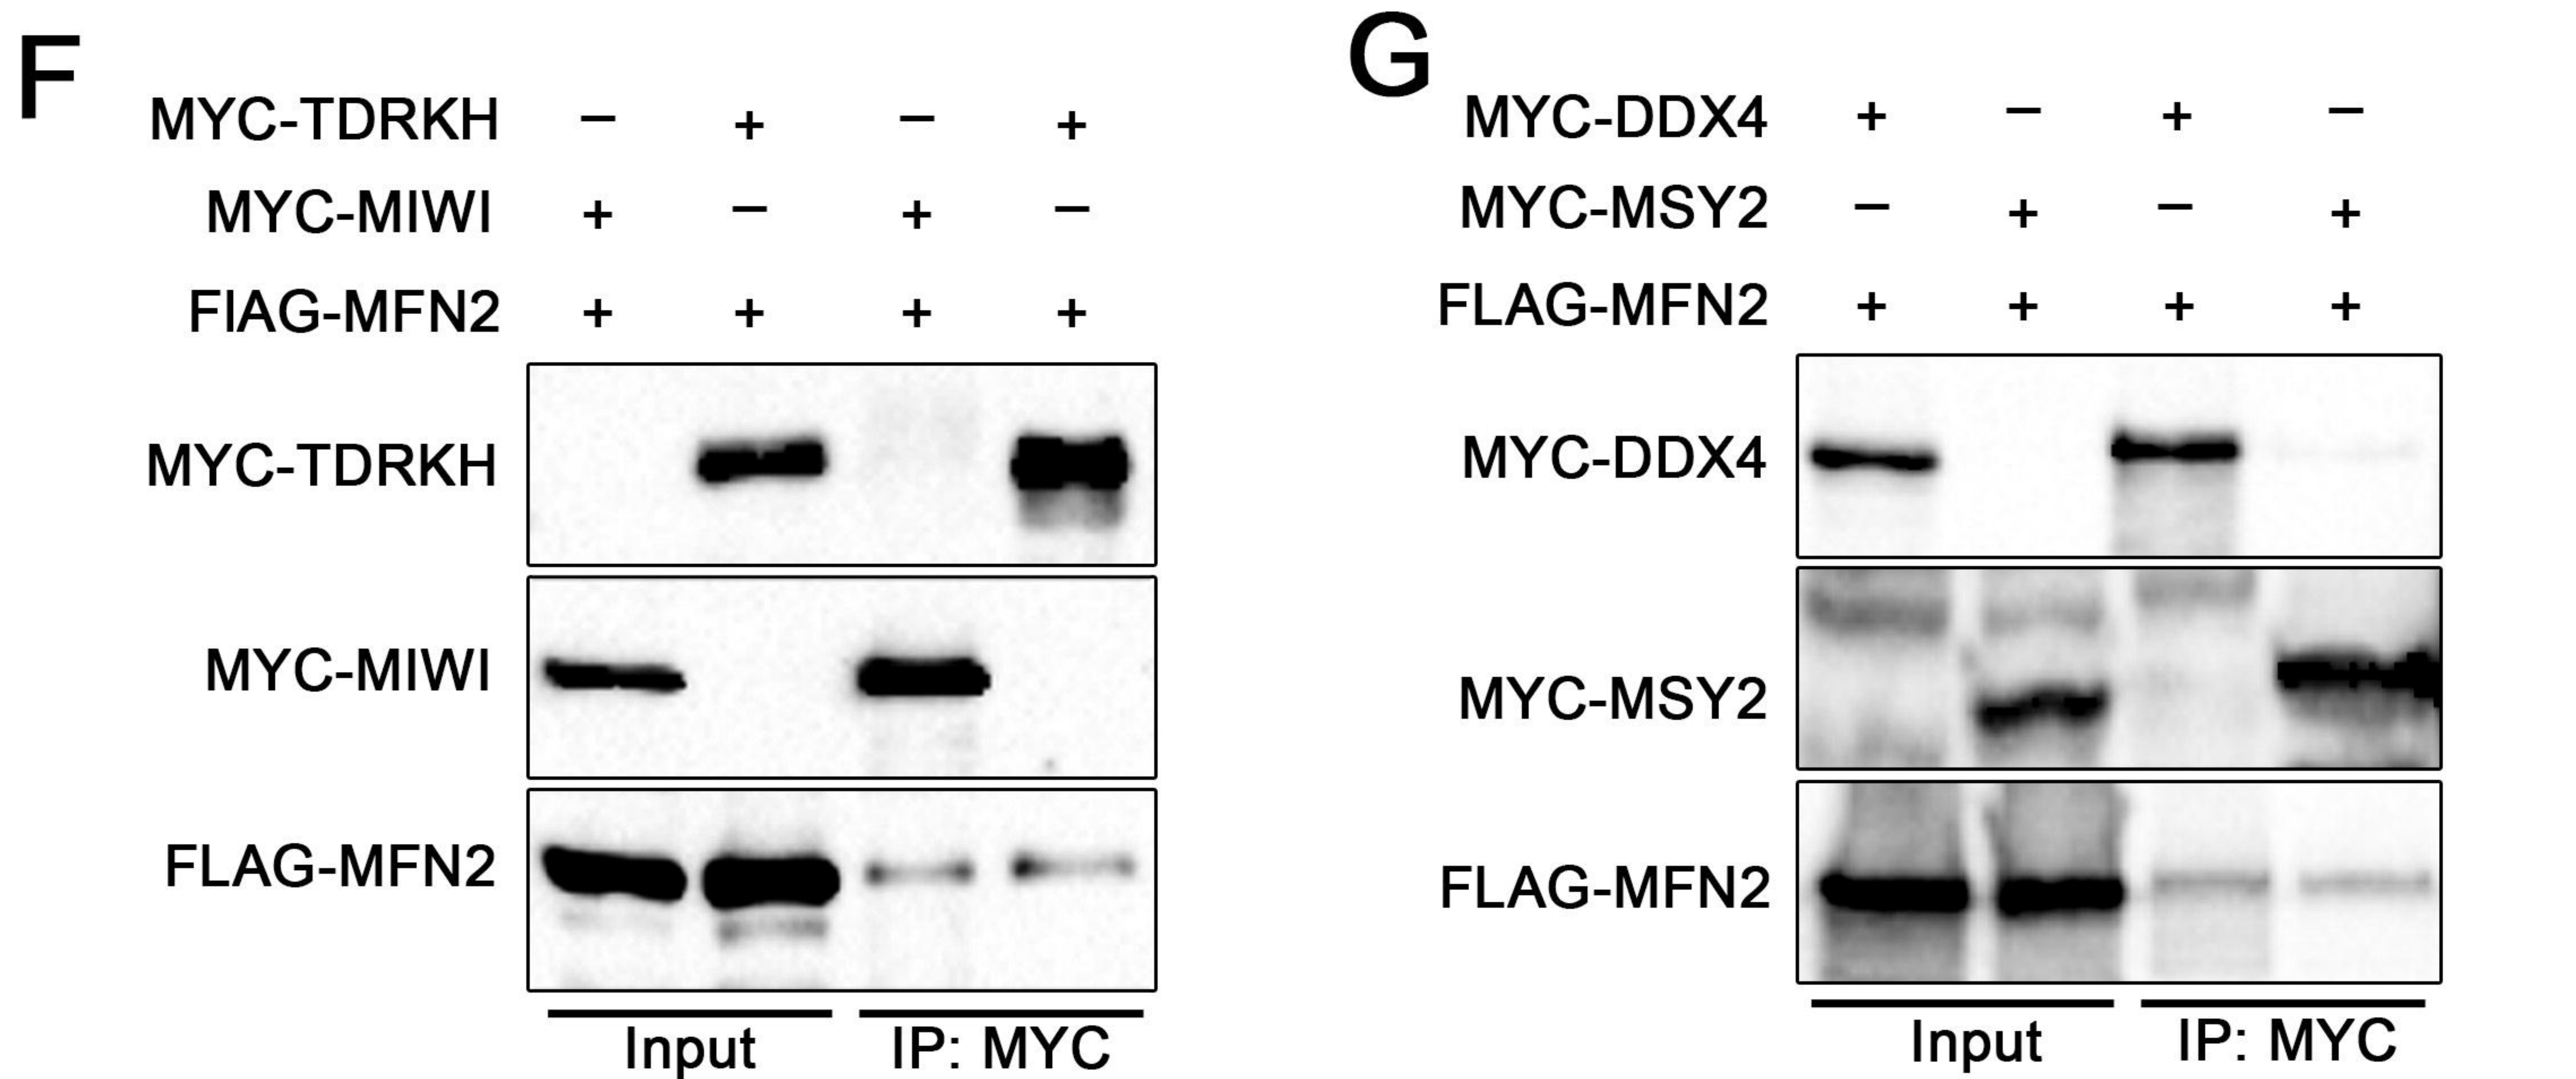 F
MYC-TDRKH − + − +
MYC-MIWI + − + −
FlAG-MFN2 + + + +
MYC-TDRKH
MYC-MIWI
FLAG-MFN2
Input IP: MYC
G
MYC-DDX4 + − + −
MYC-MSY2 − + − +
FLAG-MFN2 + + + +
MYC-DDX4
MYC-MSY2
FLAG-MFN2
Input IP: MYC